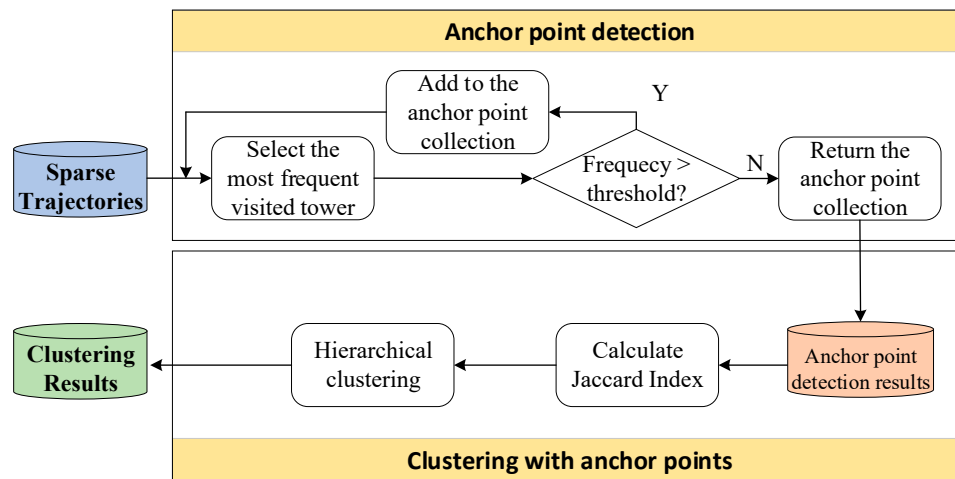 Anchor point detection
Add to the
anchor point
collection
Y
Sparse
Trajectories
Select the
most frequent
visited tower
Frequecy >
threshold?
N
Return the
anchor point
collection
Clustering
Results
Hierarchical
clustering
Calculate
Jaccard Index
Anchor point
detection results
Clustering with anchor points